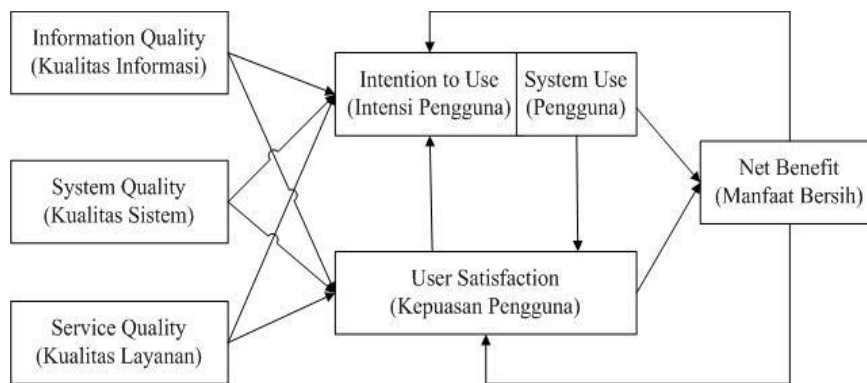 Information Quality
(Kualitas Informasi)
Intention to Use
(Intensi Pengguna)
System Use
(Pengguna)
System Quality
(Kualitas Sistem)
Net Benefit
(Manfaat Bersih)
User Satisfaction
(Kepuasan Pengguna)
Service Quality
(Kualitas Layanan)